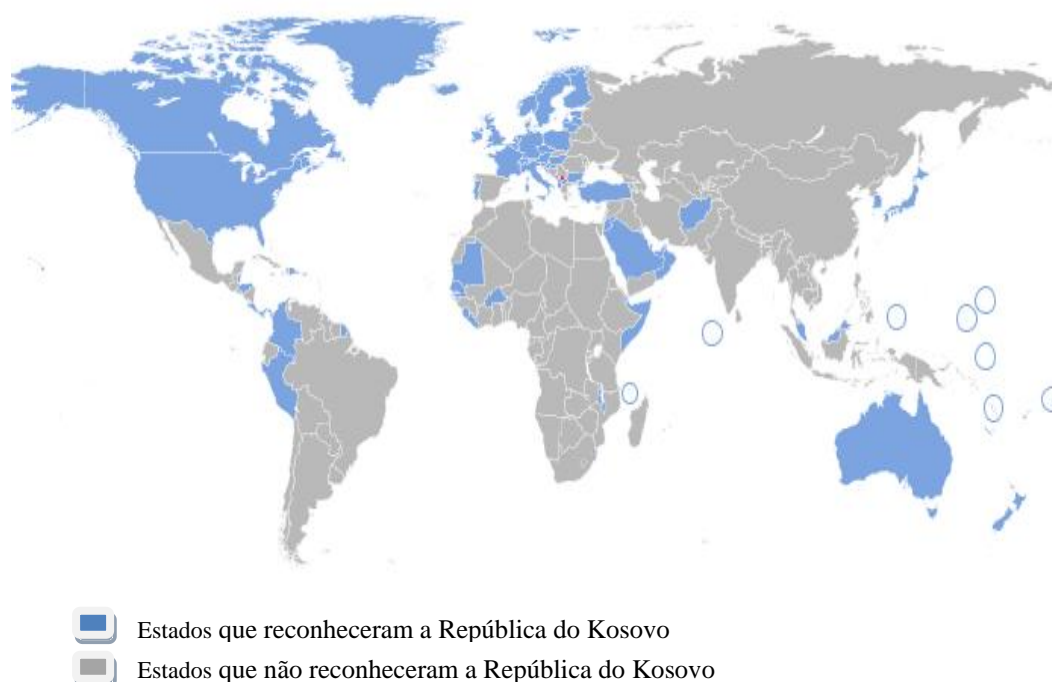 Estados que reconheceram a República do Kosovo
Estados que não reconheceram a República do Kosovo